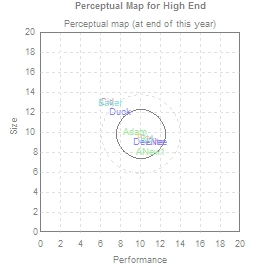 Perceptual Map for High End
Perceptual map (at end of this year)
20
18
16
14
12
10
8
6
4
2
0
Size
Baker
Duck
Adam
ANew
0 2 4 6 8 10 12 14 16 18 20
Performance